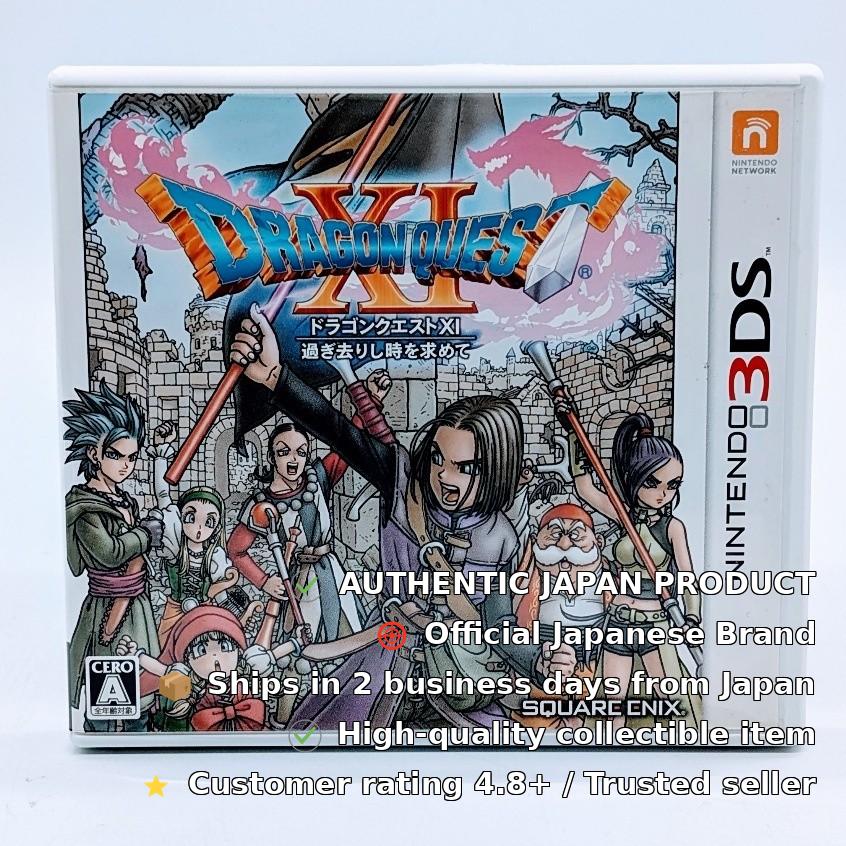 NINTENDO
NETWORK
DRAGON QUEST XI
®
ドラゴンクエストXI
過ぎ去りし時を求めて
NINTENDO 3DS™
AUTHENTIC JAPAN PRODUCT
Official Japanese Brand
Ships in 2 business days from Japan
CERO
A
全年齢対象
SQUARE ENIX®
High-quality collectible item
Customer rating 4.8+ / Trusted seller